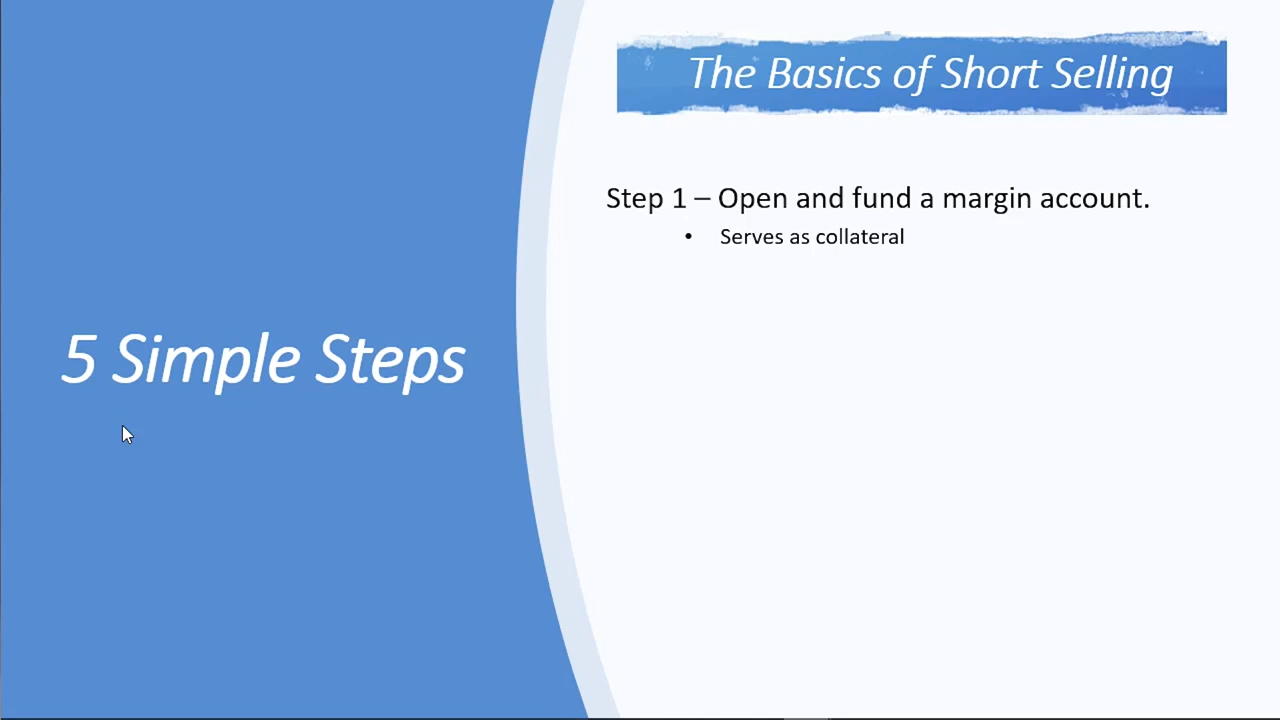 The Basics of Short Selling
Step 1 – Open and fund a margin account.
• Serves as collateral
5 Simple Steps